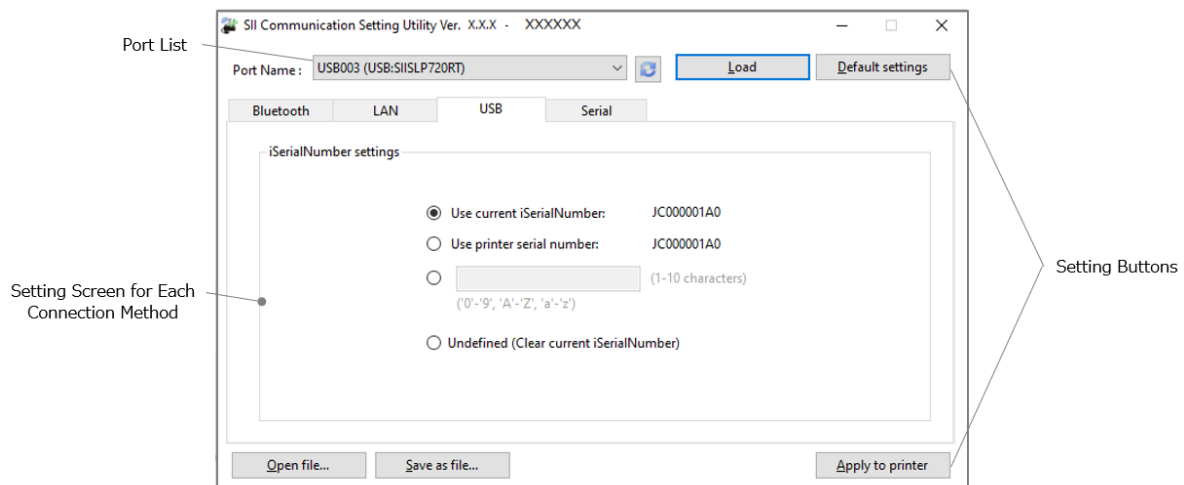 SII Communication Setting Utility Ver. X.X.X - XXXXXX
Port List
Port Name : USB003 (USB:SIISLP720RT) Load Default settings
Bluetooth LAN USB Serial
iSerialNumber settings
Use current iSerialNumber: JC000001A0
Use printer serial number: JC000001A0
(1-10 characters)
('0'-'9', 'A'-'Z', 'a'-'z')
Undefined (Clear current iSerialNumber)
Setting Screen for Each
Connection Method
Setting Buttons
Open file... Save as file... Apply to printer